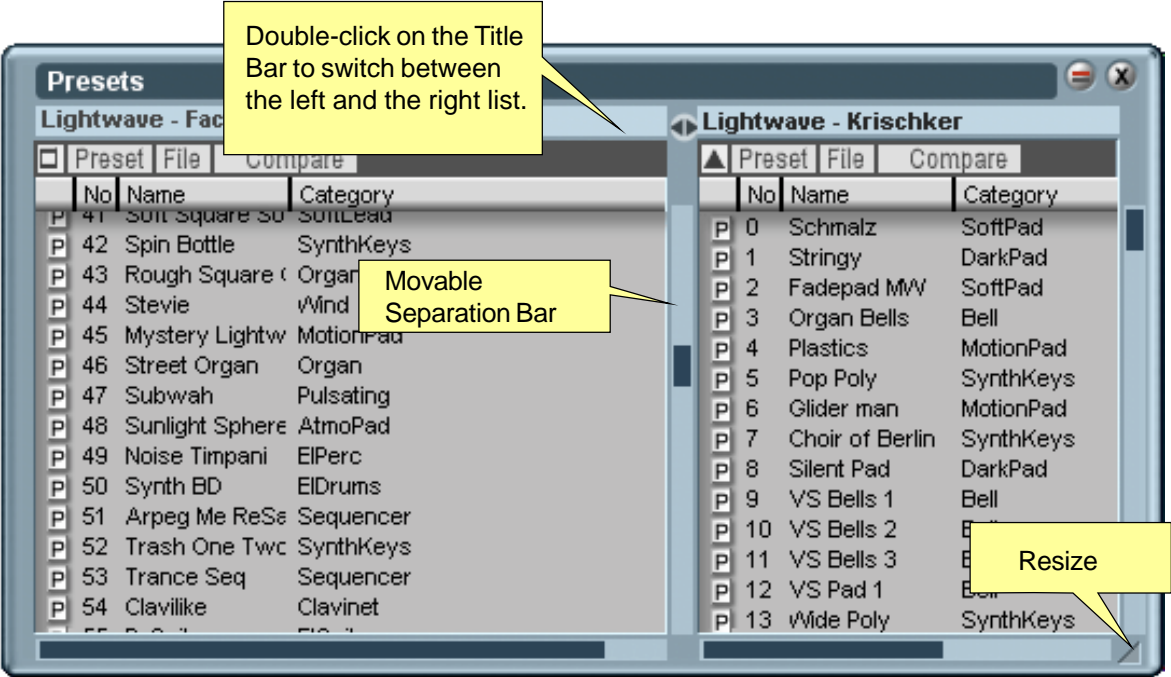 Double-click on the Title
Bar to switch between
the left and the right list.
Presets
Lightwave - Fac
Preset File Compare
No Name Category
41 Soft Square So SoftLead
P 42 Spin Bottle SynthKeys
P 43 Rough Square Organ
P 44 Stevie Wind
P 45 Mystery Lightw MotionPad
P 46 Street Organ Organ
P 47 Subwah Pulsating
P 48 Sunlight Sphere AtmoPad
P 49 Noise Timpani ElPerc
P 50 Synth BD ElDrums
P 51 Arpeg Me ReSa Sequencer
P 52 Trash One Two SynthKeys
P 53 Trance Seq Sequencer
P 54 Clavilike Clavinet
Movable
Separation Bar
Lightwave - Krischker
Preset File Compare
No Name Category
P 0 Schmalz SoftPad
P 1 Stringy DarkPad
P 2 Fadepad MW SoftPad
P 3 Organ Bells Bell
P 4 Plastics MotionPad
P 5 Pop Poly SynthKeys
P 6 Glider man MotionPad
P 7 Choir of Berlin SynthKeys
P 8 Silent Pad DarkPad
P 9 VS Bells 1 Bell
P 10 VS Bells 2
P 11 VS Bells 3
P 12 VS Pad 1
P 13 Wide Poly SynthKeys
Resize